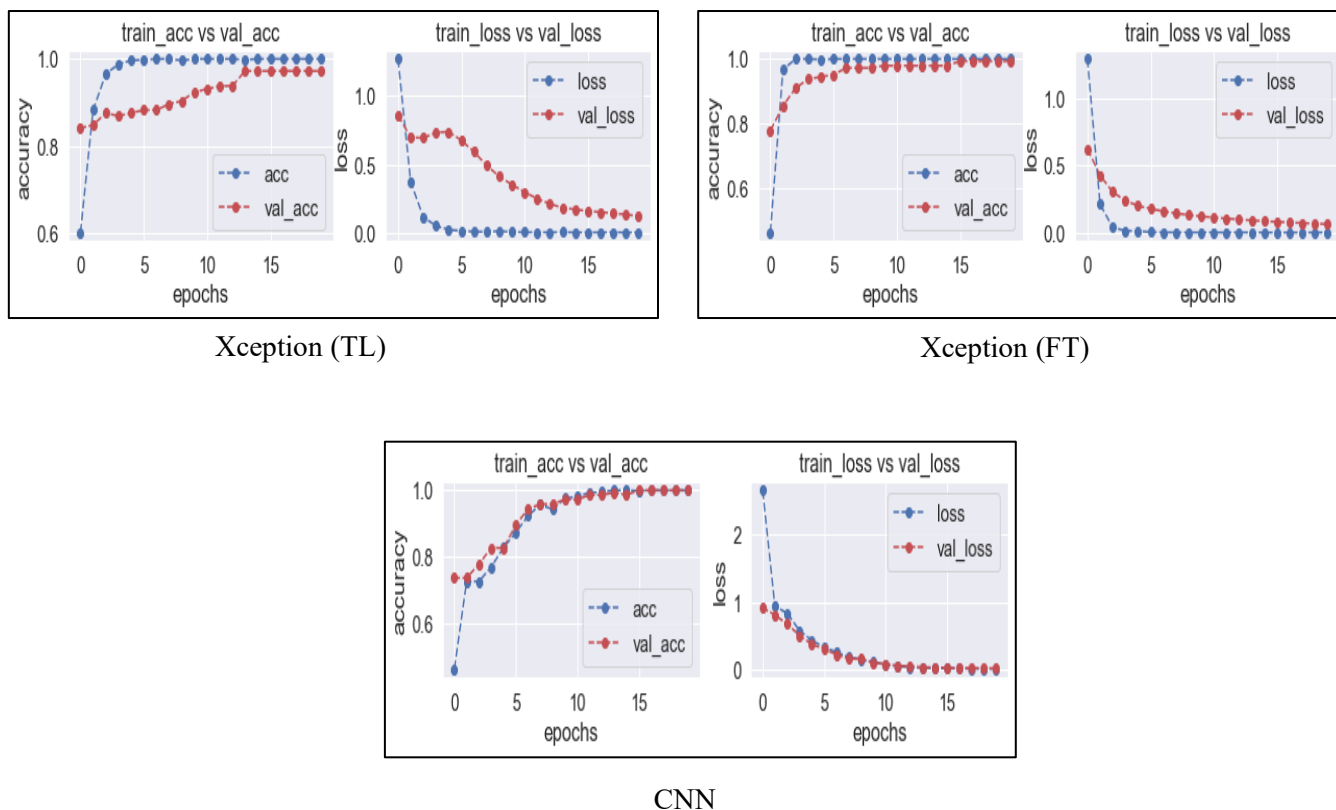 train_acc vs val_acc
train_loss vs val_loss
accuracy
1.0
0.8
0.6
acc
val_acc
0
5
10
15
epochs
loss
1.0
0.5
0.0
loss
val_loss
0
5
10
15
epochs
Xception (TL)
train_acc vs val_acc
train_loss vs val_loss
accuracy
1.0
0.8
0.6
acc
val_acc
0
5
10
15
epochs
loss
1.0
0.5
0.0
loss
val_loss
0
5
10
15
epochs
Xception (FT)
train_acc vs val_acc
train_loss vs val_loss
accuracy
1.0
0.8
0.6
acc
val_acc
0
5
10
15
epochs
loss
2
1
0
loss
val_loss
0
5
10
15
epochs
CNN